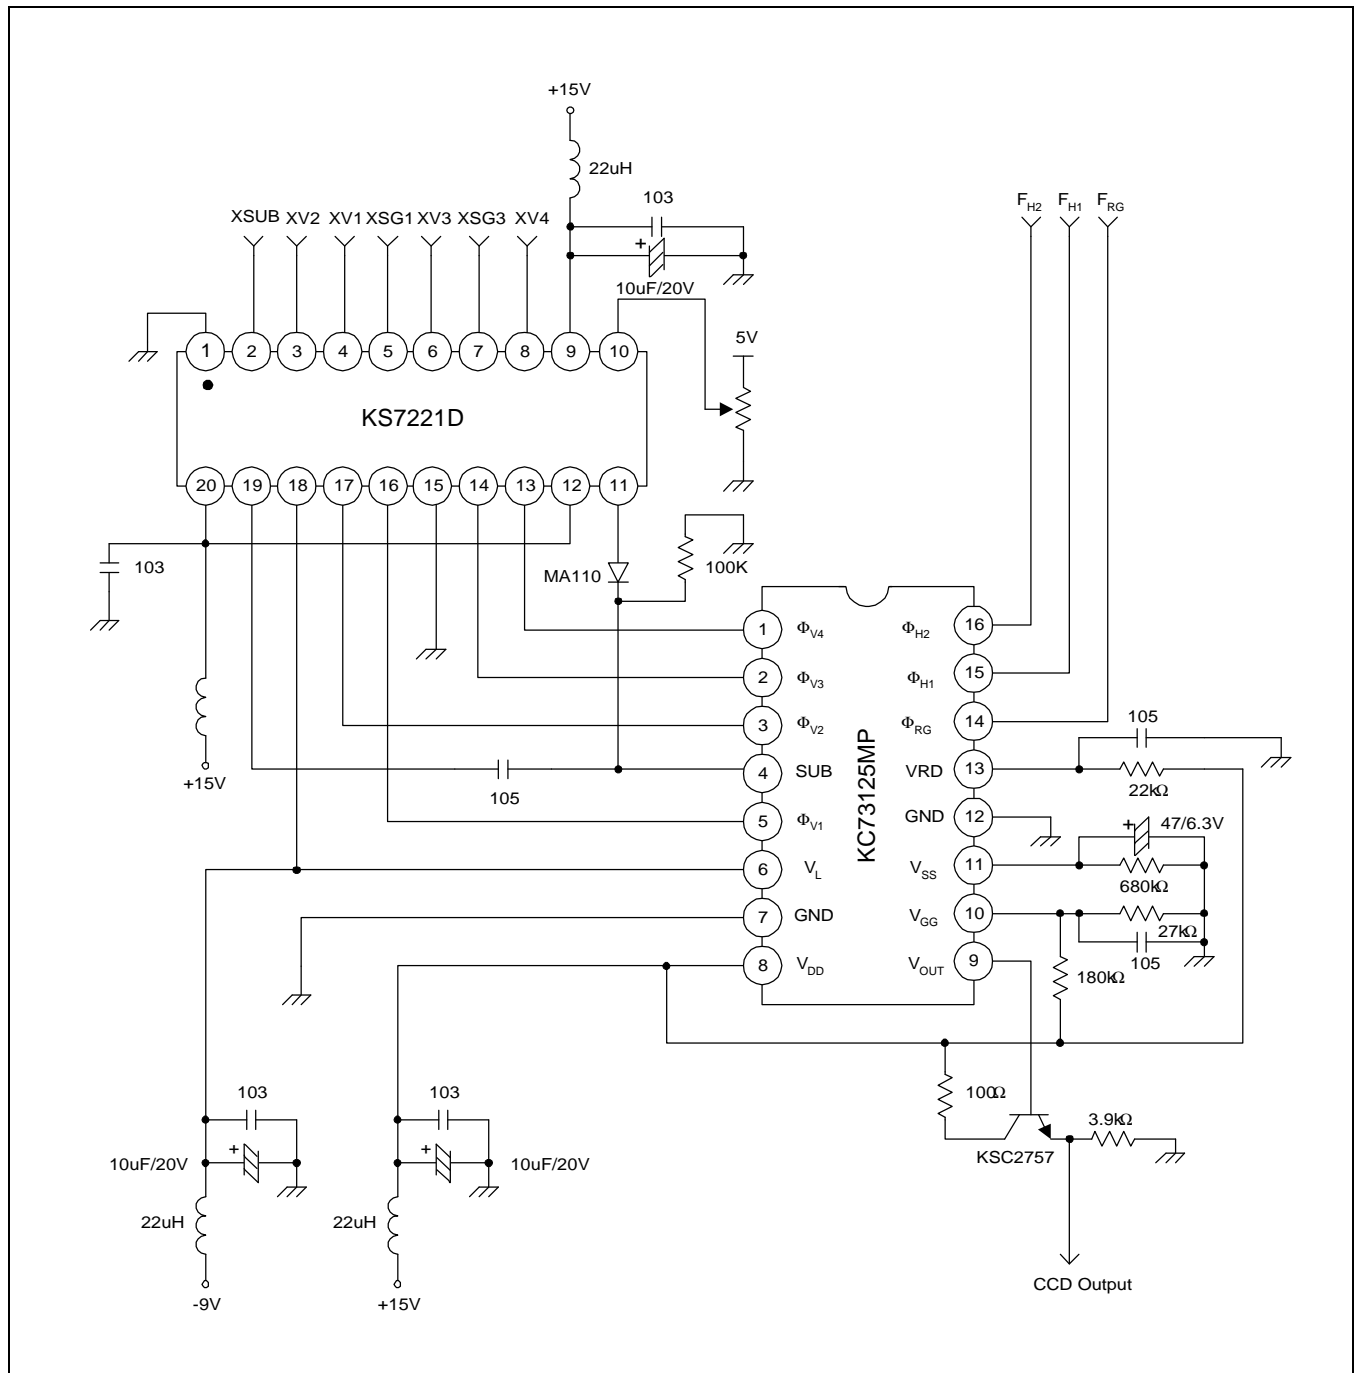 +15V
22uH
103
XSUB XV2 XV1 XSG1 XV3 XSG3 XV4
+
10uF/20V
F_H2 F_H1 F_RG
1 2 3 4 5 6 7 8 9 10
5V
KS7221D
20 19 18 17 16 15 14 13 12 11
103
MA110
100K
+15V
105
KC73125MP
1 Φ_V4
2 Φ_V3
3 Φ_V2
4 SUB
5 Φ_V1
6 V_L
7 GND
8 V_DD
Φ_H2 16
Φ_H1 15
Φ_RG 14
VRD 13
GND 12
V_SS 11
V_GG 10
V_OUT 9
105
22kΩ
+ 47/6.3V
680kΩ
27kΩ
105
180kΩ
100Ω
3.9kΩ
KSC2757
CCD Output
103
+
10uF/20V
22uH
-9V
103
+
10uF/20V
22uH
+15V